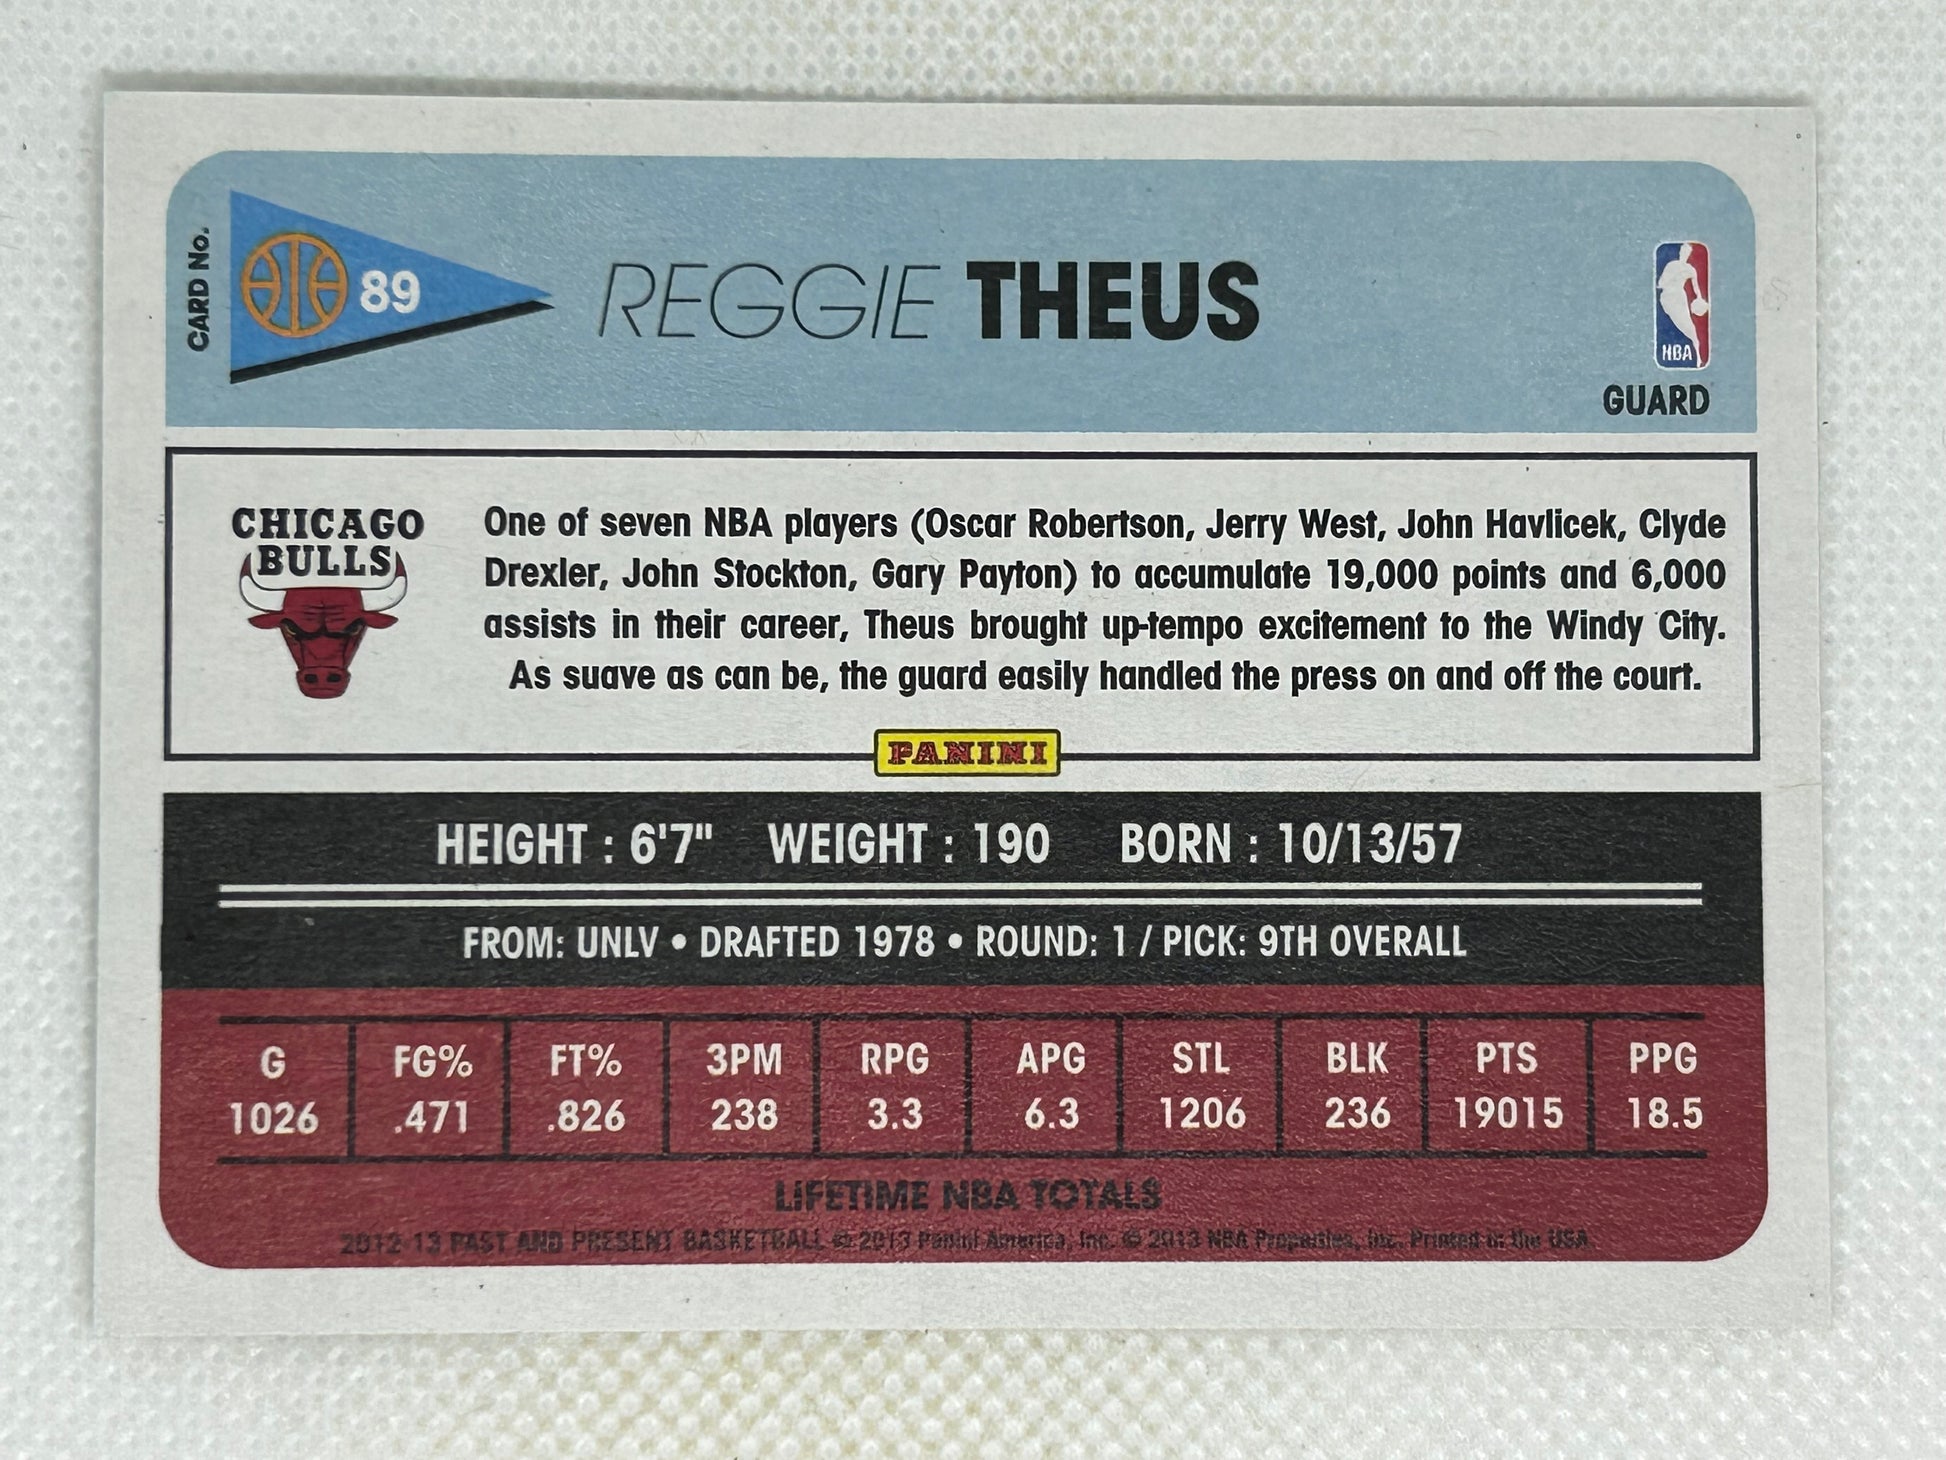 CARD No.
89
REGGIE THEUS
NBA
GUARD
CHICAGO
BULLS
One of seven NBA players (Oscar Robertson, Jerry West, John Havlicek, Clyde
Drexler, John Stockton, Gary Payton) to accumulate 19,000 points and 6,000
assists in their career, Theus brought up-tempo excitement to the Windy City.
As suave as can be, the guard easily handled the press on and off the court.
PANINI
HEIGHT : 6'7" WEIGHT : 190 BORN : 10/13/57
FROM: UNLV • DRAFTED 1978 • ROUND: 1 / PICK: 9TH OVERALL
G FG% FT% 3PM RPG APG STL BLK PTS PPG
1026 .471 .826 238 3.3 6.3 1206 236 19015 18.5
LIFETIME NBA TOTALS
2012-13 PAST AND PRESENT BASKETBALL © 2013 Panini America, Inc. © 2013 NBA Properties, Inc. Printed in the USA